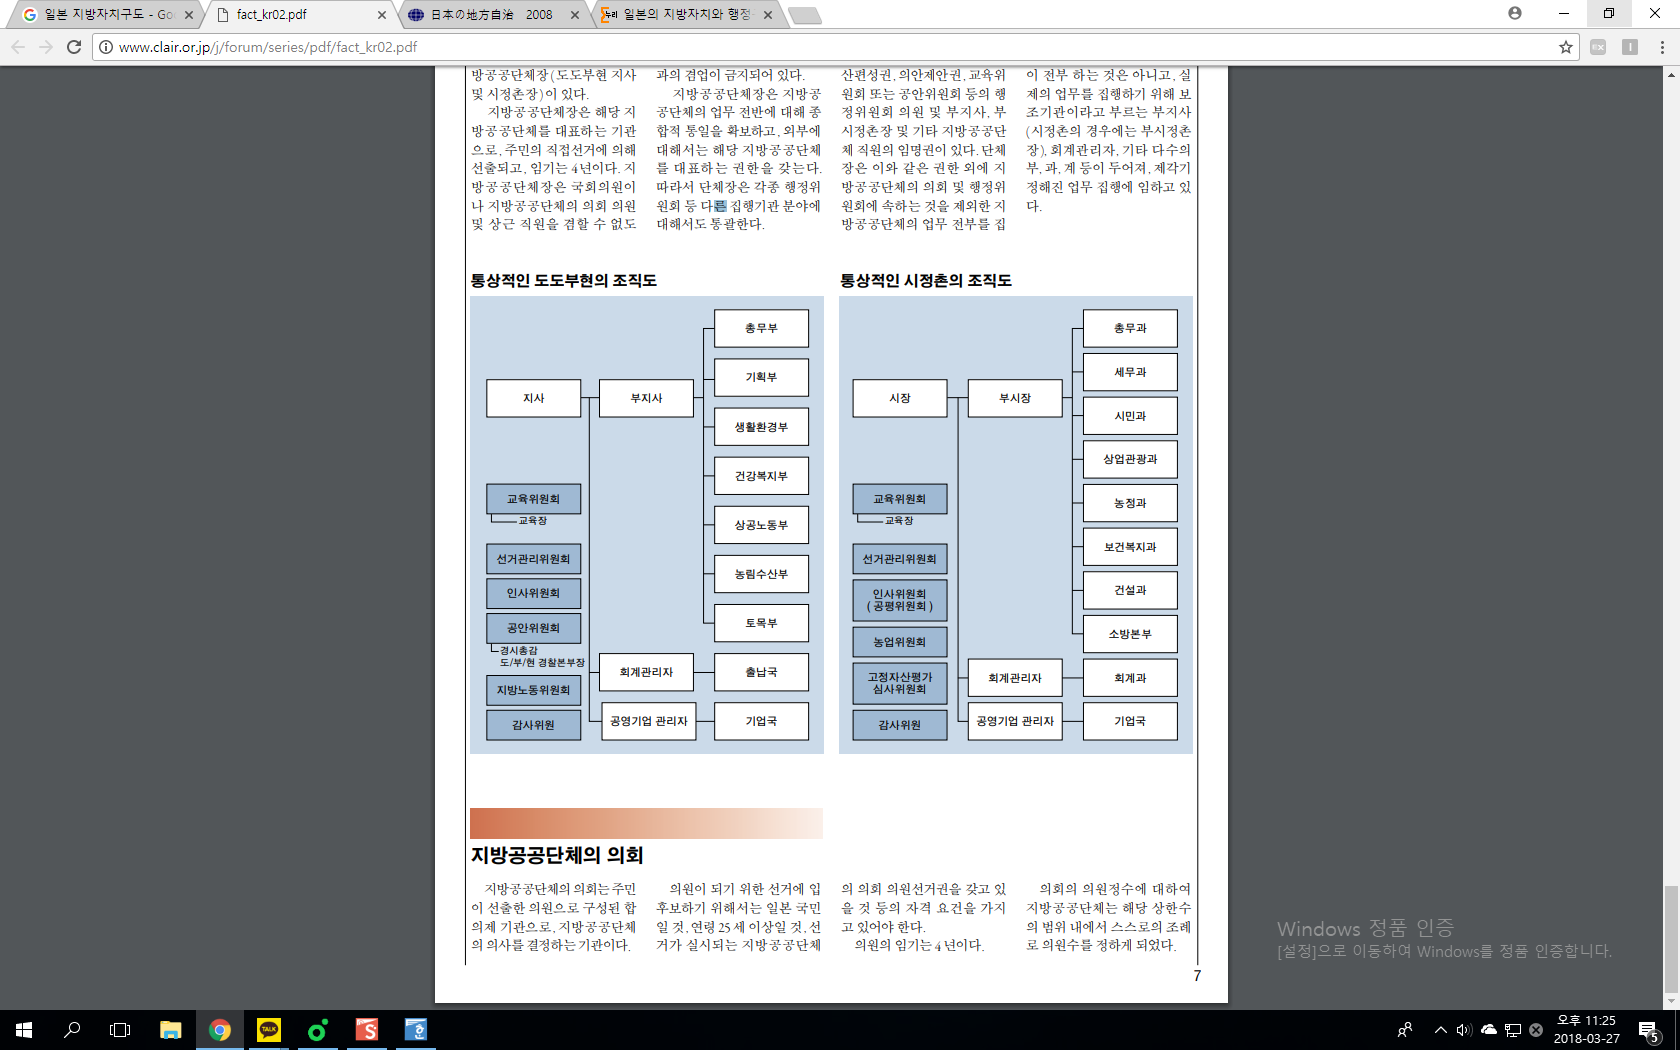 일본 지방자치구도 - Goo
fact_kr02.pdf
日本の地方自治 2008
누리 일본의 지방자치와 행정
www.clair.or.jp/j/forum/series/pdf/fact_kr02.pdf
방공공단체장(도도부현 지사
및 시정촌장)이 있다.
지방공공단체장은 해당 지
방공공단체를 대표하는 기관
으로, 주민의 직접선거에 의해
선출되고, 임기는 4년이다. 지
방공공단체장은 국회의원이
나 지방공공단체의 의회 의원
및 상근 직원을 겸할 수 없도
과의 겸업이 금지되어 있다.
지방공공단체장은 지방공
공단체의 업무 전반에 대해 종
합적 통일을 확보하고, 외부에
대해서는 해당 지방공공단체
를 대표하는 권한을 갖는다.
따라서 단체장은 각종 행정위
원회 등 다른 집행기관 분야에
대해서도 통괄한다.
산편성권, 의안제안권, 교육위
원회 또는 공안위원회 등의 행
정위원회 의원 및 부지사, 부
시정촌장 및 기타 지방공공단
체 직원의 임명권이 있다. 단체
장은 이와 같은 권한 외에 지
방공공단체의 의회 및 행정위
원회에 속하는 것을 제외한 지
방공공단체의 업무 전부를 집
이 전부 하는 것은 아니고, 실
제의 업무를 집행하기 위해 보
조기관이라고 부르는 부지사
(시정촌의 경우에는 부시정촌
장), 회계관리자, 기타 다수의
부, 과, 계 등이 두어져, 제각기
정해진 업무 집행에 임하고 있
다.
통상적인 도도부현의 조직도
지사
부지사
총무부
기획부
생활환경부
건강복지부
상공노동부
농림수산부
토목부
회계관리자
출납국
공영기업 관리자
기업국
교육위원회
교육장
선거관리위원회
인사위원회
공안위원회
경시총감
도/부/현 경찰본부장
지방노동위원회
감사위원
통상적인 시정촌의 조직도
시장
부시장
총무과
세무과
시민과
상업관광과
농정과
보건복지과
건설과
소방본부
회계관리자
회계과
공영기업 관리자
기업국
교육위원회
교육장
선거관리위원회
인사위원회
( 공평위원회 )
농업위원회
고정자산평가
심사위원회
감사위원
지방공공단체의 의회
지방공공단체의 의회는 주민
이 선출한 의원으로 구성된 합
의제 기관으로, 지방공공단체
의 의사를 결정하는 기관이다.
의원이 되기 위한 선거에 입
후보하기 위해서는 일본 국민
일 것, 연령 25세 이상일 것, 선
거가 실시되는 지방공공단체
의 의회 의원선거권을 갖고 있
을 것 등의 자격 요건을 가지
고 있어야 한다.
의원의 임기는 4년이다.
의회의 의원정수에 대하여
지방공공단체는 해당 상한수
의 범위 내에서 스스로의 조례
로 의원수를 정하게 되었다.
7
Windows 정품 인증
[설정]으로 이동하여 Windows를 정품 인증합니다.
TALK
S
한
오후 11:25
2018-03-27
5